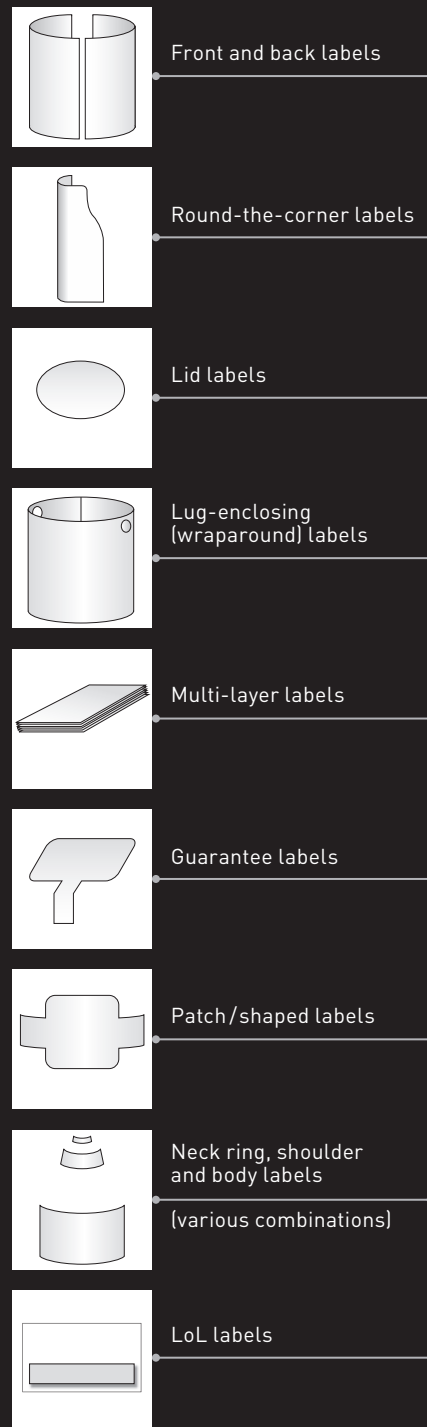 Front and back labels
Round-the-corner labels
Lid labels
Lug-enclosing
(wraparound) labels
Multi-layer labels
Guarantee labels
Patch/shaped labels
Neck ring, shoulder
and body labels
(various combinations)
LoL labels